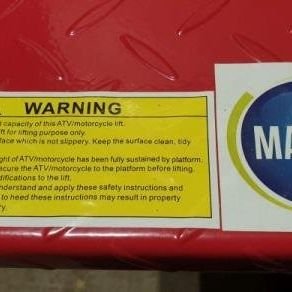 WARNING
capacity of this ATV/motorcycle lift.
ft for lifting purpose only.
face which is not slippery. Keep the surface clean, tidy
ght of ATV/motorcycle has been fully sustained by platform.
ecure the ATV/motorcycle to the platform before lifting.
difications to the lift.
nderstand and apply these safety instructions and
to heed these instructions may result in property
ry.
MA